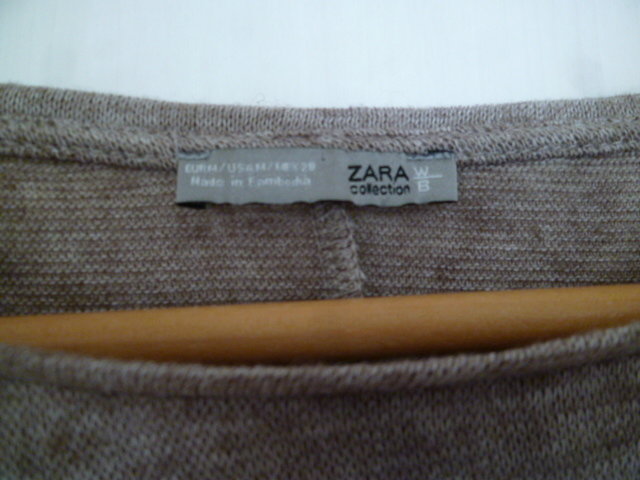 EUR M/USA M/MEX 28
Made in Cambodia
ZARA W/B
collection